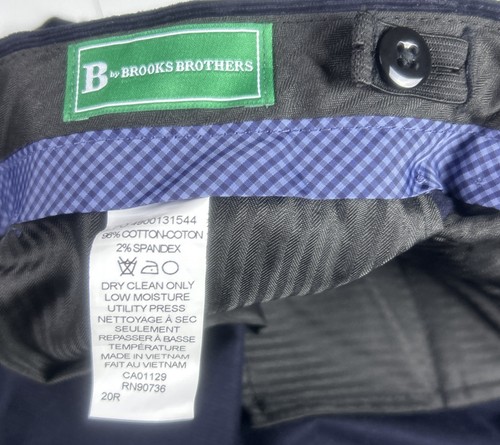 B by BROOKS BROTHERS
98% COTTON-COTON
2% SPANDEX
DRY CLEAN ONLY
LOW MOISTURE
UTILITY PRESS
NETTOYAGE À SEC
SEULEMENT
REPASSER À BASSE
TEMPÉRATURE
MADE IN VIETNAM
FAIT AU VIETNAM
CA01129
RN90736
20R